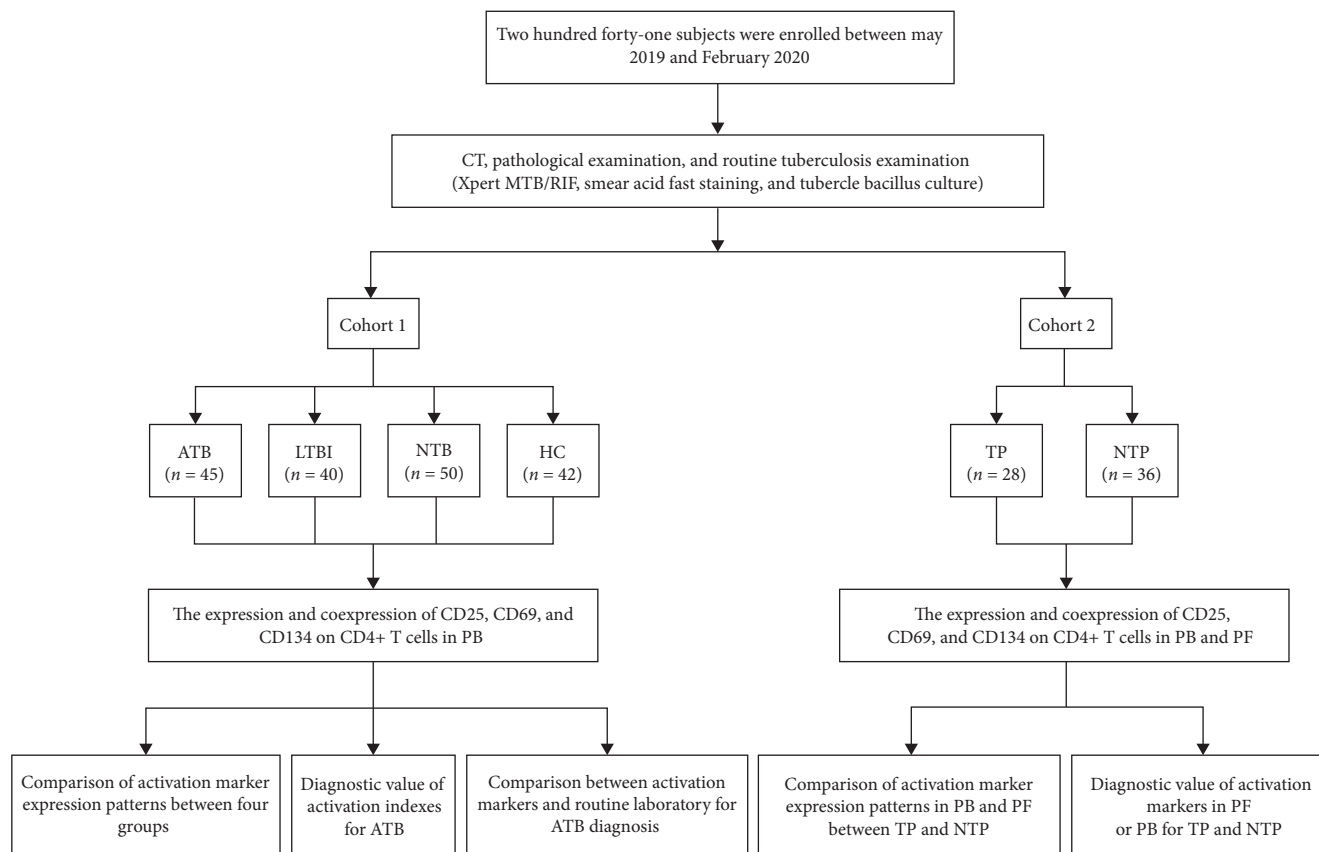 Two hundred forty-one subjects were enrolled between may
2019 and February 2020
CT, pathological examination, and routine tuberculosis examination
(Xpert MTB/RIF, smear acid fast staining, and tubercle bacillus culture)
Cohort 1
Cohort 2
ATB
(n = 45)
LTBI
(n = 40)
NTB
(n = 50)
HC
(n = 42)
TP
(n = 28)
NTP
(n = 36)
The expression and coexpression of CD25, CD69, and
CD134 on CD4+ T cells in PB
The expression and coexpression of CD25,
CD69, and CD134 on CD4+ T cells in PB and PF
Comparison of activation marker
expression patterns between four
groups
Diagnostic value of
activation indexes
for ATB
Comparison between activation
markers and routine laboratory for
ATB diagnosis
Comparison of activation marker
expression patterns in PB and PF
between TP and NTP
Diagnostic value of activation
markers in PF
or PB for TP and NTP